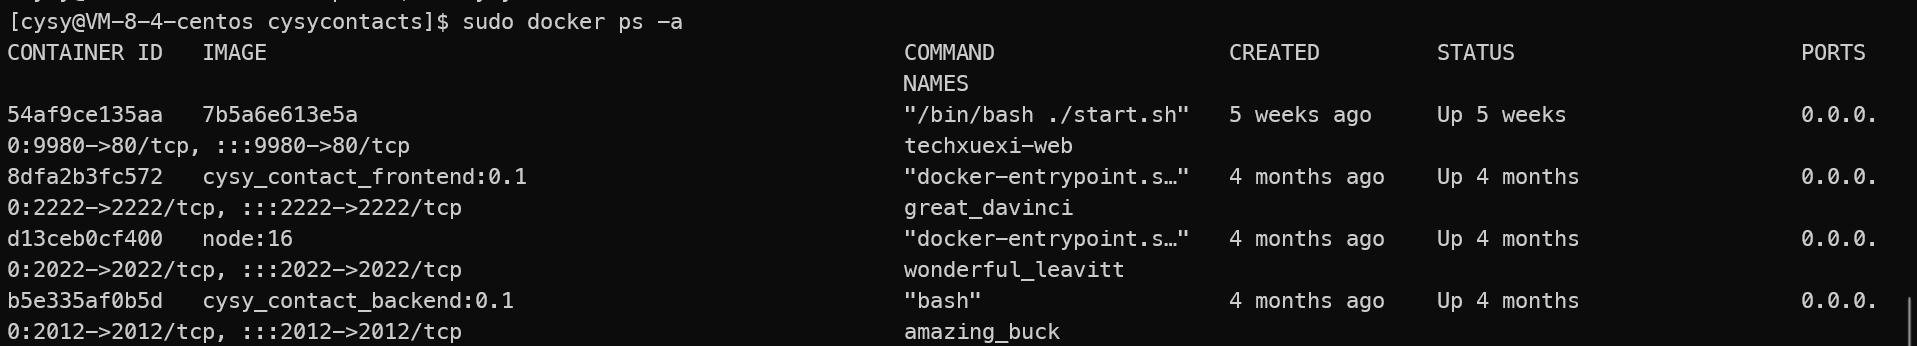 [cysy@VM-8-4-centos cysycontacts]$ sudo docker ps -a
CONTAINER ID   IMAGE                                                 COMMAND                  CREATED         STATUS                      PORTS
                                                                     NAMES
54af9ce135aa   7b5a6e613e5a                                          "/bin/bash ./start.sh"   5 weeks ago     Up 5 weeks                  0.0.0.
0:9980->80/tcp, :::9980->80/tcp                                      techxuexi-web
8dfa2b3fc572   cysy_contact_frontend:0.1                             "docker-entrypoint.s…"   4 months ago    Up 4 months                 0.0.0.
0:2222->2222/tcp, :::2222->2222/tcp                                  great_davinci
d13ceb0cf400   node:16                                               "docker-entrypoint.s…"   4 months ago    Up 4 months                 0.0.0.
0:2022->2022/tcp, :::2022->2022/tcp                                  wonderful_leavitt
b5e335af0b5d   cysy_contact_backend:0.1                              "bash"                   4 months ago    Up 4 months                 0.0.0.
0:2012->2012/tcp, :::2012->2012/tcp                                  amazing_buck